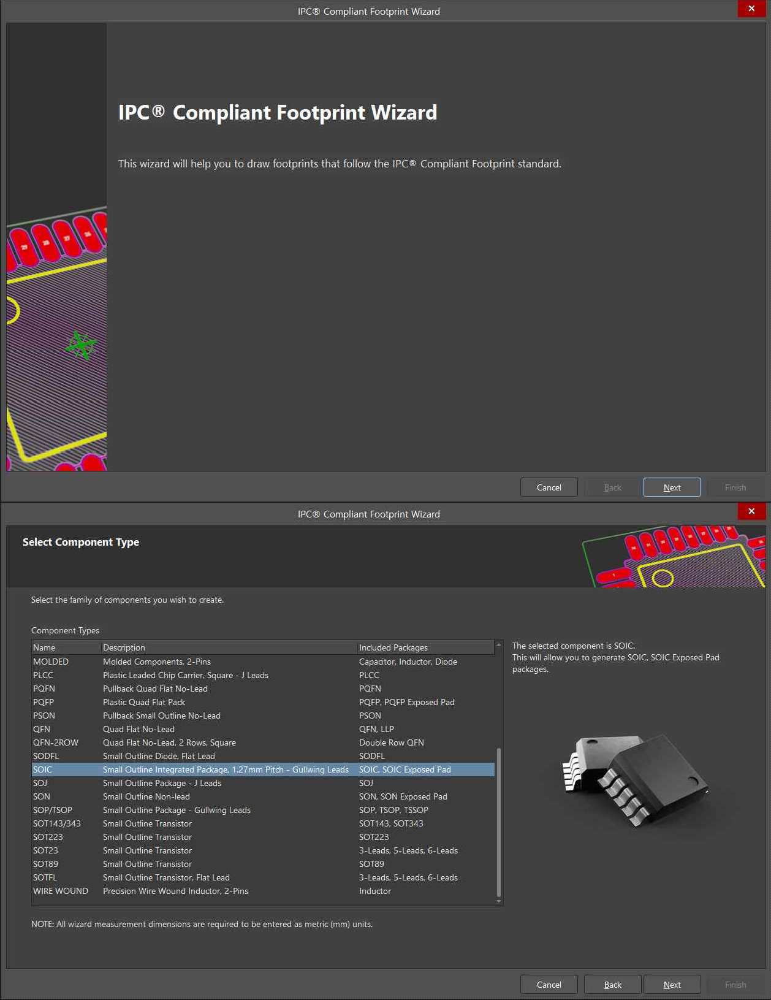 IPC® Compliant Footprint Wizard
IPC® Compliant Footprint Wizard
This wizard will help you to draw footprints that follow the IPC® Compliant Footprint standard.
29
28
27
26
Cancel Back Next Finish
IPC® Compliant Footprint Wizard
Select Component Type
1
Select the family of components you wish to create.
Component Types
Name Description Included Packages
MOLDED Molded Components, 2-Pins Capacitor, Inductor, Diode
PLCC Plastic Leaded Chip Carrier, Square - J Leads PLCC
PQFN Pullback Quad Flat No-Lead PQFN
PQFP Plastic Quad Flat Pack PQFP, PQFP Exposed Pad
PSON Pullback Small Outline No-Lead PSON
QFN Quad Flat No-Lead QFN, LLP
QFN-2ROW Quad Flat No-Lead, 2 Rows, Square Double Row QFN
SODFL Small Outline Diode, Flat Lead SODFL
SOIC Small Outline Integrated Package, 1.27mm Pitch - Gullwing Leads SOIC, SOIC Exposed Pad
SOJ Small Outline Package - J Leads SOJ
SON Small Outline Non-lead SON, SON Exposed Pad
SOP/TSOP Small Outline Package - Gullwing Leads SOP, TSOP, TSSOP
SOT143/343 Small Outline Transistor SOT143, SOT343
SOT223 Small Outline Transistor SOT223
SOT23 Small Outline Transistor 3-Leads, 5-Leads, 6-Leads
SOT89 Small Outline Transistor SOT89
SOTFL Small Outline Transistor, Flat Lead 3-Leads, 5-Leads, 6-Leads
WIRE WOUND Precision Wire Wound Inductor, 2-Pins Inductor
The selected component is SOIC.
This will allow you to generate SOIC, SOIC Exposed Pad
packages.
NOTE: All wizard measurement dimensions are required to be entered as metric (mm) units.
Cancel Back Next Finish